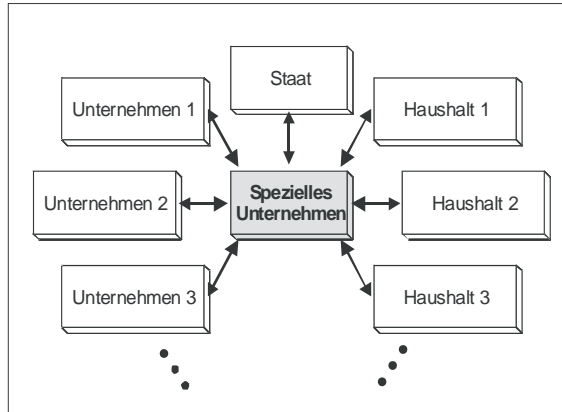 Staat
Unternehmen 1
Haushalt 1
Spezielles
Unternehmen
Unternehmen 2
Haushalt 2
Unternehmen 3
Haushalt 3